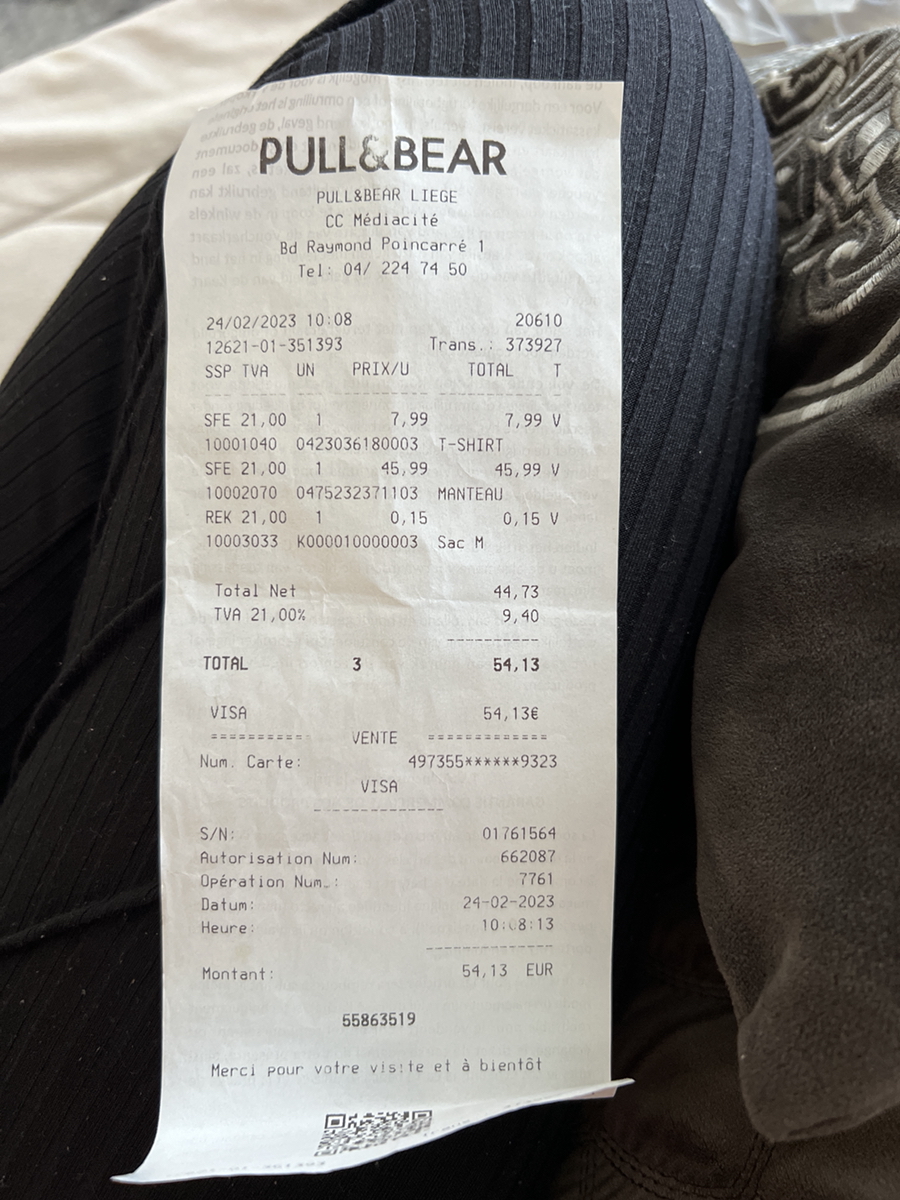 PULL&BEAR
PULL&BEAR LIEGE
CC Médiacité
Bd Raymond Poincarré 1
Tel: 04/ 224 74 50
24/02/2023 10:08 20610
12621-01-351393 Trans.: 373927
SSP TVA UN PRIX/U TOTAL T
SFE 21,00 1 7,99 7,99 V
10001040 0423036180003 T-SHIRT
SFE 21,00 1 45,99 45,99 V
10002070 0475232371103 MANTEAU
REK 21,00 1 0,15 0,15 V
10003033 K000010000003 Sac M
Total Net 44,73
TVA 21,00% 9,40
----------
TOTAL 3 54,13
VISA 54,13€
========== VENTE =============
Num. Carte: 497355******9323
VISA
--------------
S/N: 01761564
Autorisation Num: 662087
Opération Num.: 7761
Datum: 24-02-2023
Heure: 10:08:13
--------------
Montant: 54,13 EUR
55863519
Merci pour votre visite et à bientôt